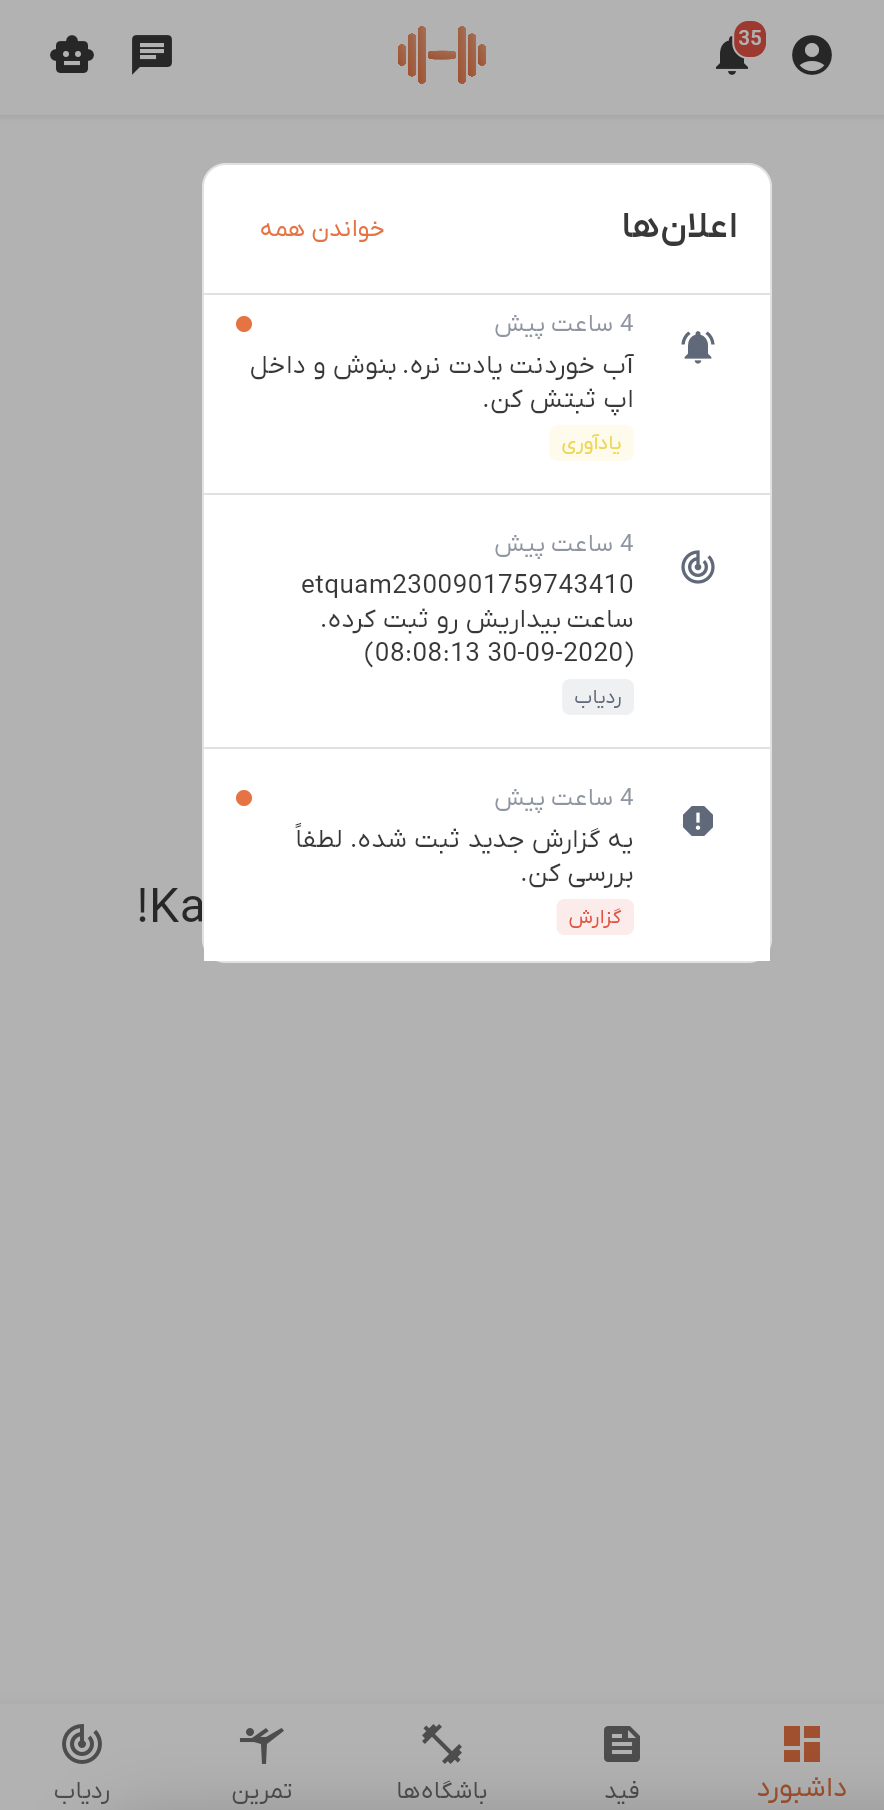 35
اعلان‌ها
خواندن همه
4 ساعت پیش
آب خوردنت یادت نره. بنوش و داخل
اپ ثبتش کن.
یادآوری
4 ساعت پیش
etquam2300901759743410
ساعت بیداریش رو ثبت کرده.
(08:08:13 30-09-2020)
ردیاب
4 ساعت پیش
یه گزارش جدید ثبت شده. لطفاً
بررسی کن.
گزارش
!Ka
داشبورد
فید
باشگاه‌ها
تمرین
ردیاب